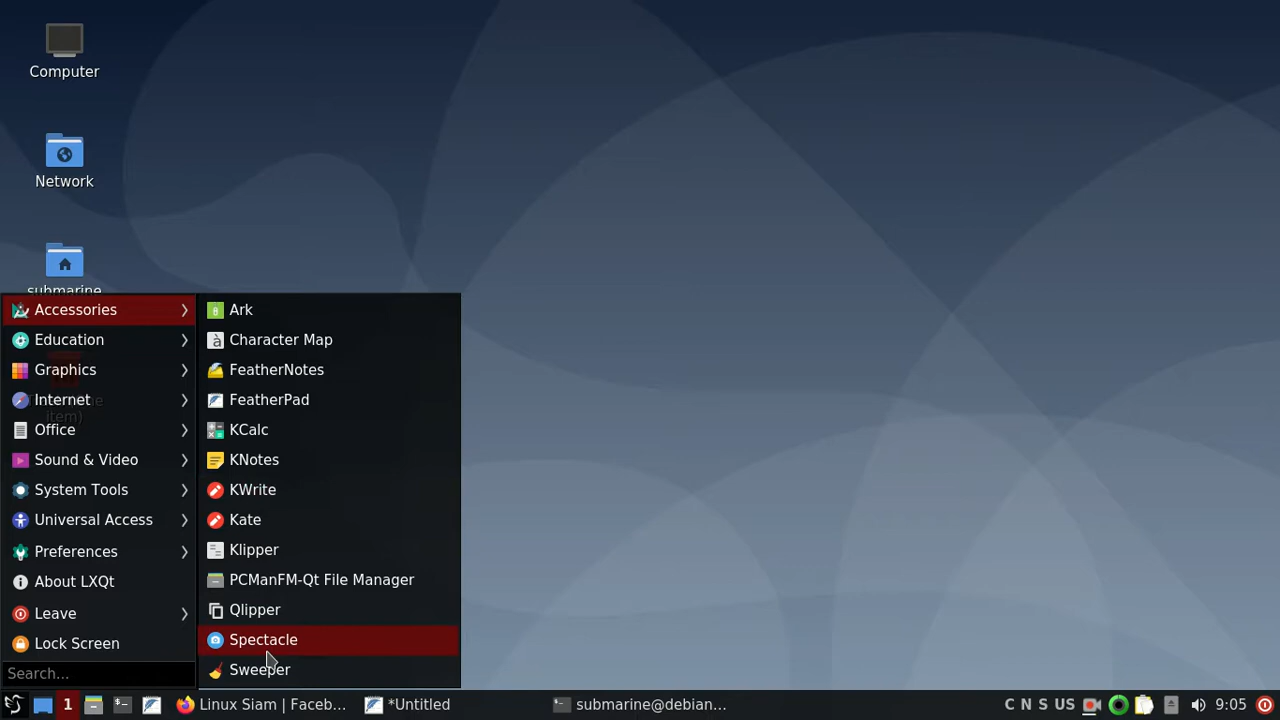 Computer
Network
submarine
Accessories
Education
Graphics
Internet
item)
Office
Sound & Video
System Tools
Universal Access
Preferences
About LXQt
Leave
Lock Screen
Search...
Ark
Character Map
FeatherNotes
FeatherPad
KCalc
KNotes
KWrite
Kate
Klipper
PCManFM-Qt File Manager
Qlipper
Spectacle
Sweeper
1
Linux Siam | Faceb...
*Untitled
submarine@debian...
C N S US
9:05